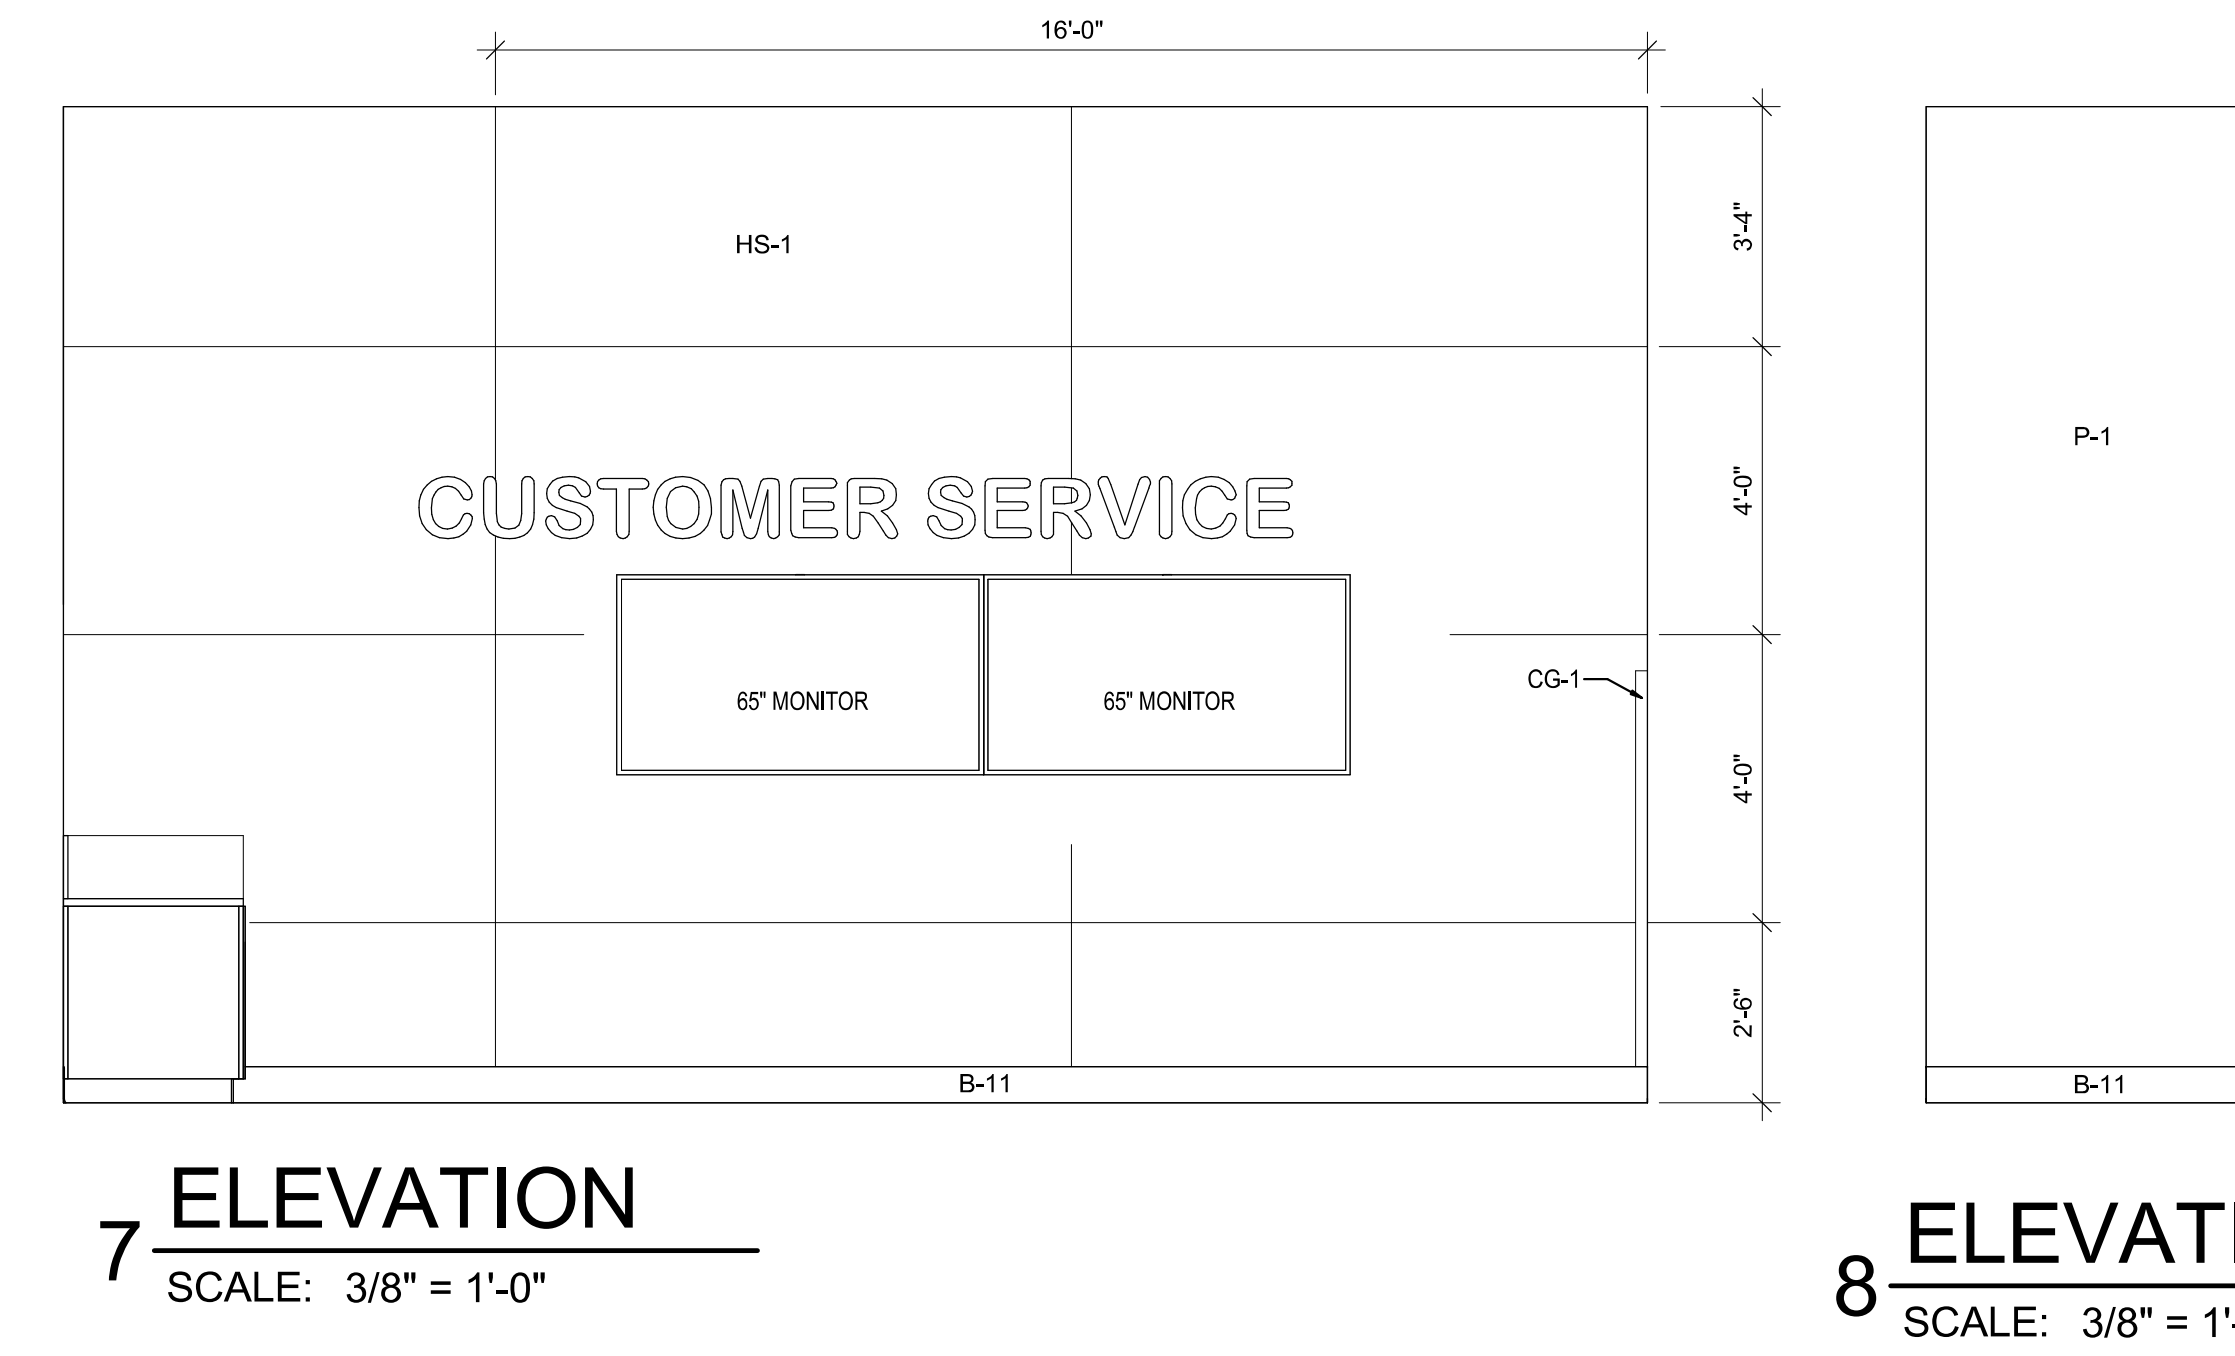 16'-0"
HS-1
3'-4"
P-1
4'-0"
CUSTOMER SERVICE
CG-1
65" MONITOR
65" MONITOR
4'-0"
2'-6"
B-11
B-11
7
ELEVATION
SCALE: 3/8" = 1'-0"
8
ELEVATI
SCALE: 3/8" = 1'-